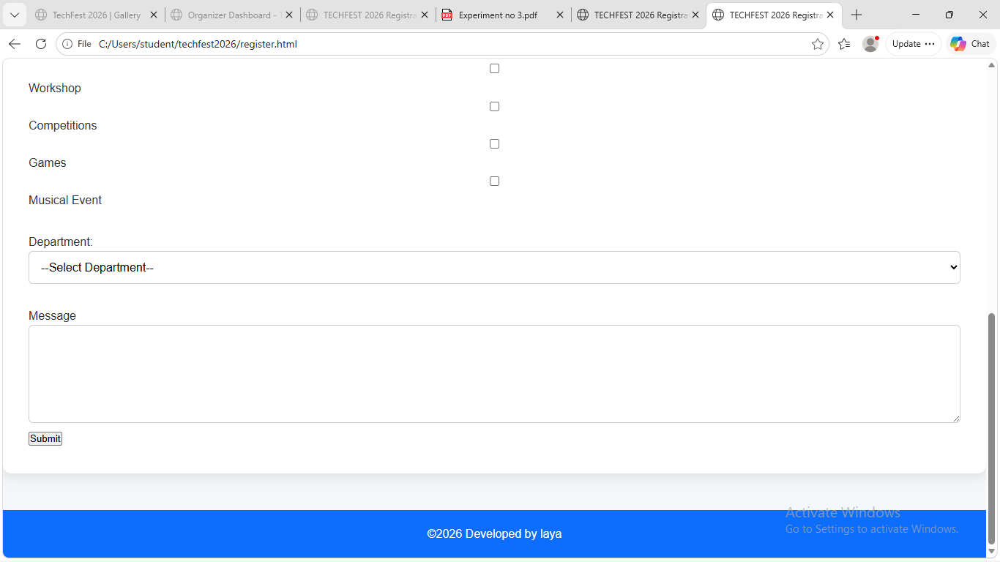 TechFest 2026 | Gallery
Organizer Dashboard -
TECHFEST 2026 Registra
Experiment no 3.pdf
TECHFEST 2026 Registra
TECHFEST 2026 Registra
File C:/Users/student/techfest2026/register.html
Update
Chat
Workshop
Competitions
Games
Musical Event
Department:
--Select Department--
Message
Submit
Activate Windows
Go to Settings to activate Windows.
©2026 Developed by laya